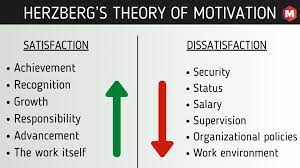 HERZBERG'S THEORY OF MOTIVATION
M
SATISFACTION
• Achievement
• Recognition
• Growth
• Responsibility
• Advancement
• The work itself
DISSATISFACTION
• Security
• Status
• Salary
• Supervision
• Organizational policies
• Work environment